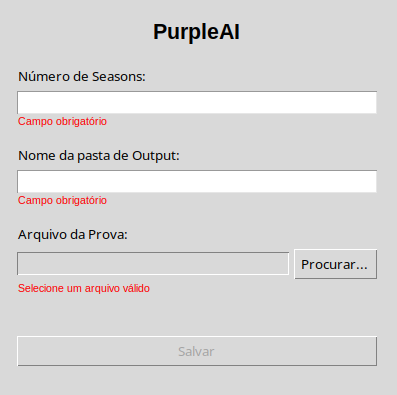 PurpleAI
Número de Seasons:
Campo obrigatório
Nome da pasta de Output:
Campo obrigatório
Arquivo da Prova:
Procurar...
Selecione um arquivo válido
Salvar